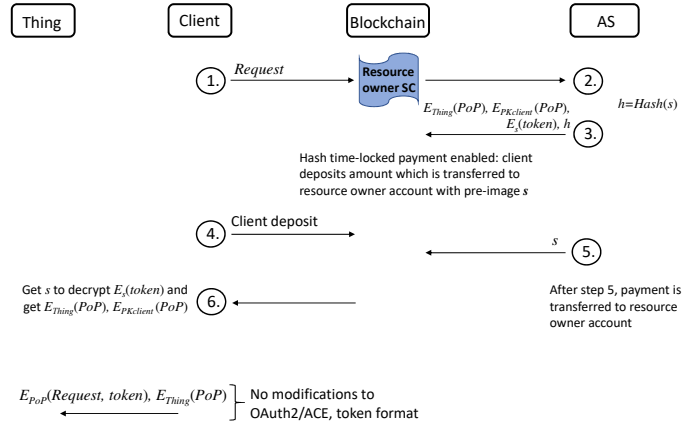 Thing
Client
Blockchain
AS
1.
Request
Resource
owner SC
2.
h=Hash(s)
E_Thing(PoP), E_PKclient(PoP),
E_s(token), h
3.
Hash time-locked payment enabled: client
deposits amount which is transferred to
resource owner account with pre-image s
4.
Client deposit
s
5.
Get s to decrypt E_s(token) and
get E_Thing(PoP), E_PKclient(PoP)
6.
After step 5, payment is
transferred to resource
owner account
E_PoP(Request, token), E_Thing(PoP)
No modifications to
OAuth2/ACE, token format